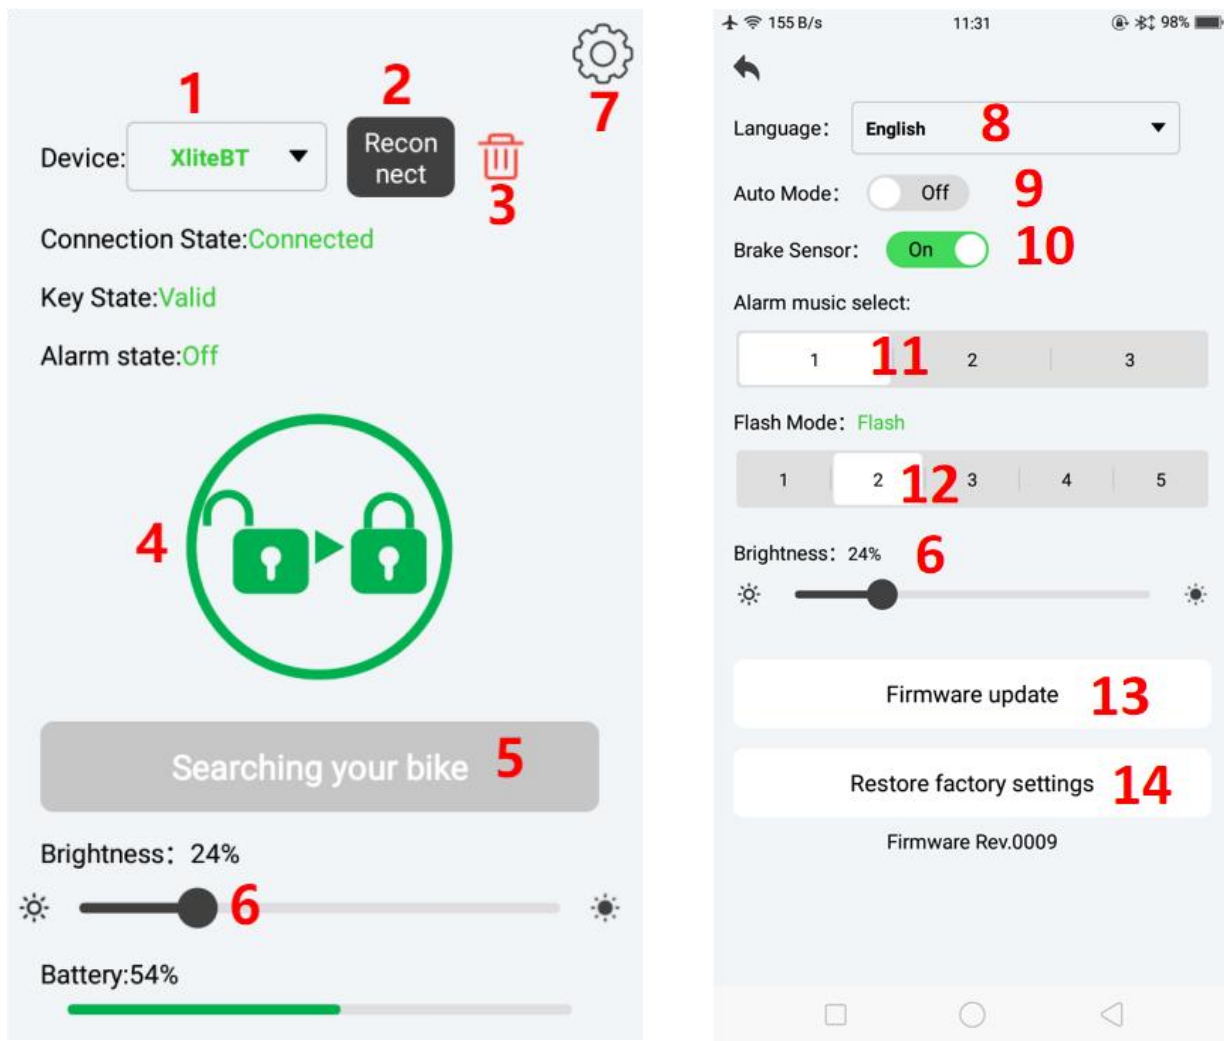 7
1
2
Device: XliteBT Recon
nect
3
Connection State:Connected
Key State:Valid
Alarm state:Off
4
Searching your bike 5
Brightness： 24%
6
Battery:54%
155 B/s 11:31 98%
Language： English 8
Auto Mode： Off 9
Brake Sensor： On 10
Alarm music select:
1 11 2 3
Flash Mode： Flash
1 2 12 3 4 5
Brightness： 24% 6
Firmware update 13
Restore factory settings 14
Firmware Rev.0009